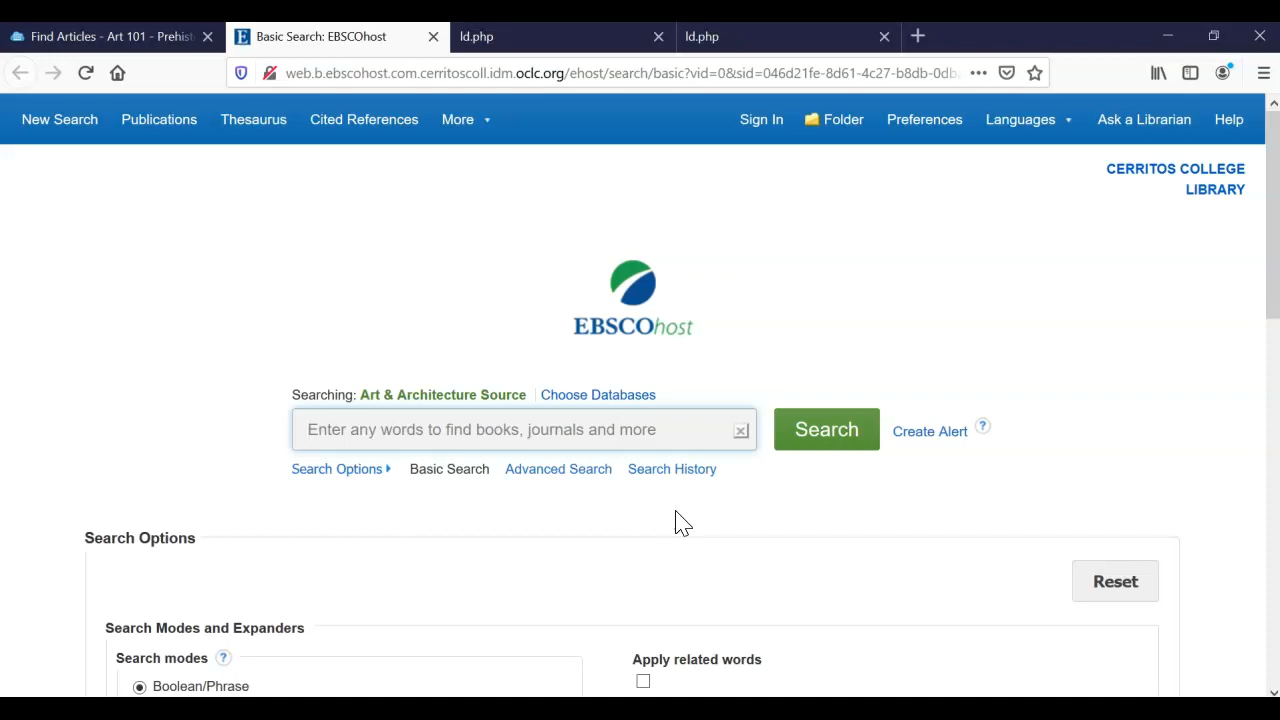 Find Articles - Art 101 - Prehist
Basic Search: EBSCOhost
ld.php
ld.php
web.b.ebscohost.com.cerritoscoll.idm.oclc.org/ehost/search/basic?vid=0&sid=046d21fe-8d61-4c27-b8db-0db
New Search Publications Thesaurus Cited References More Sign In Folder Preferences Languages Ask a Librarian Help
CERRITOS COLLEGE
LIBRARY
EBSCOhost
Searching: Art & Architecture Source Choose Databases
Enter any words to find books, journals and more Search Create Alert ?
Search Options Basic Search Advanced Search Search History
Search Options
Reset
Search Modes and Expanders
Search modes ?
Apply related words
Boolean/Phrase